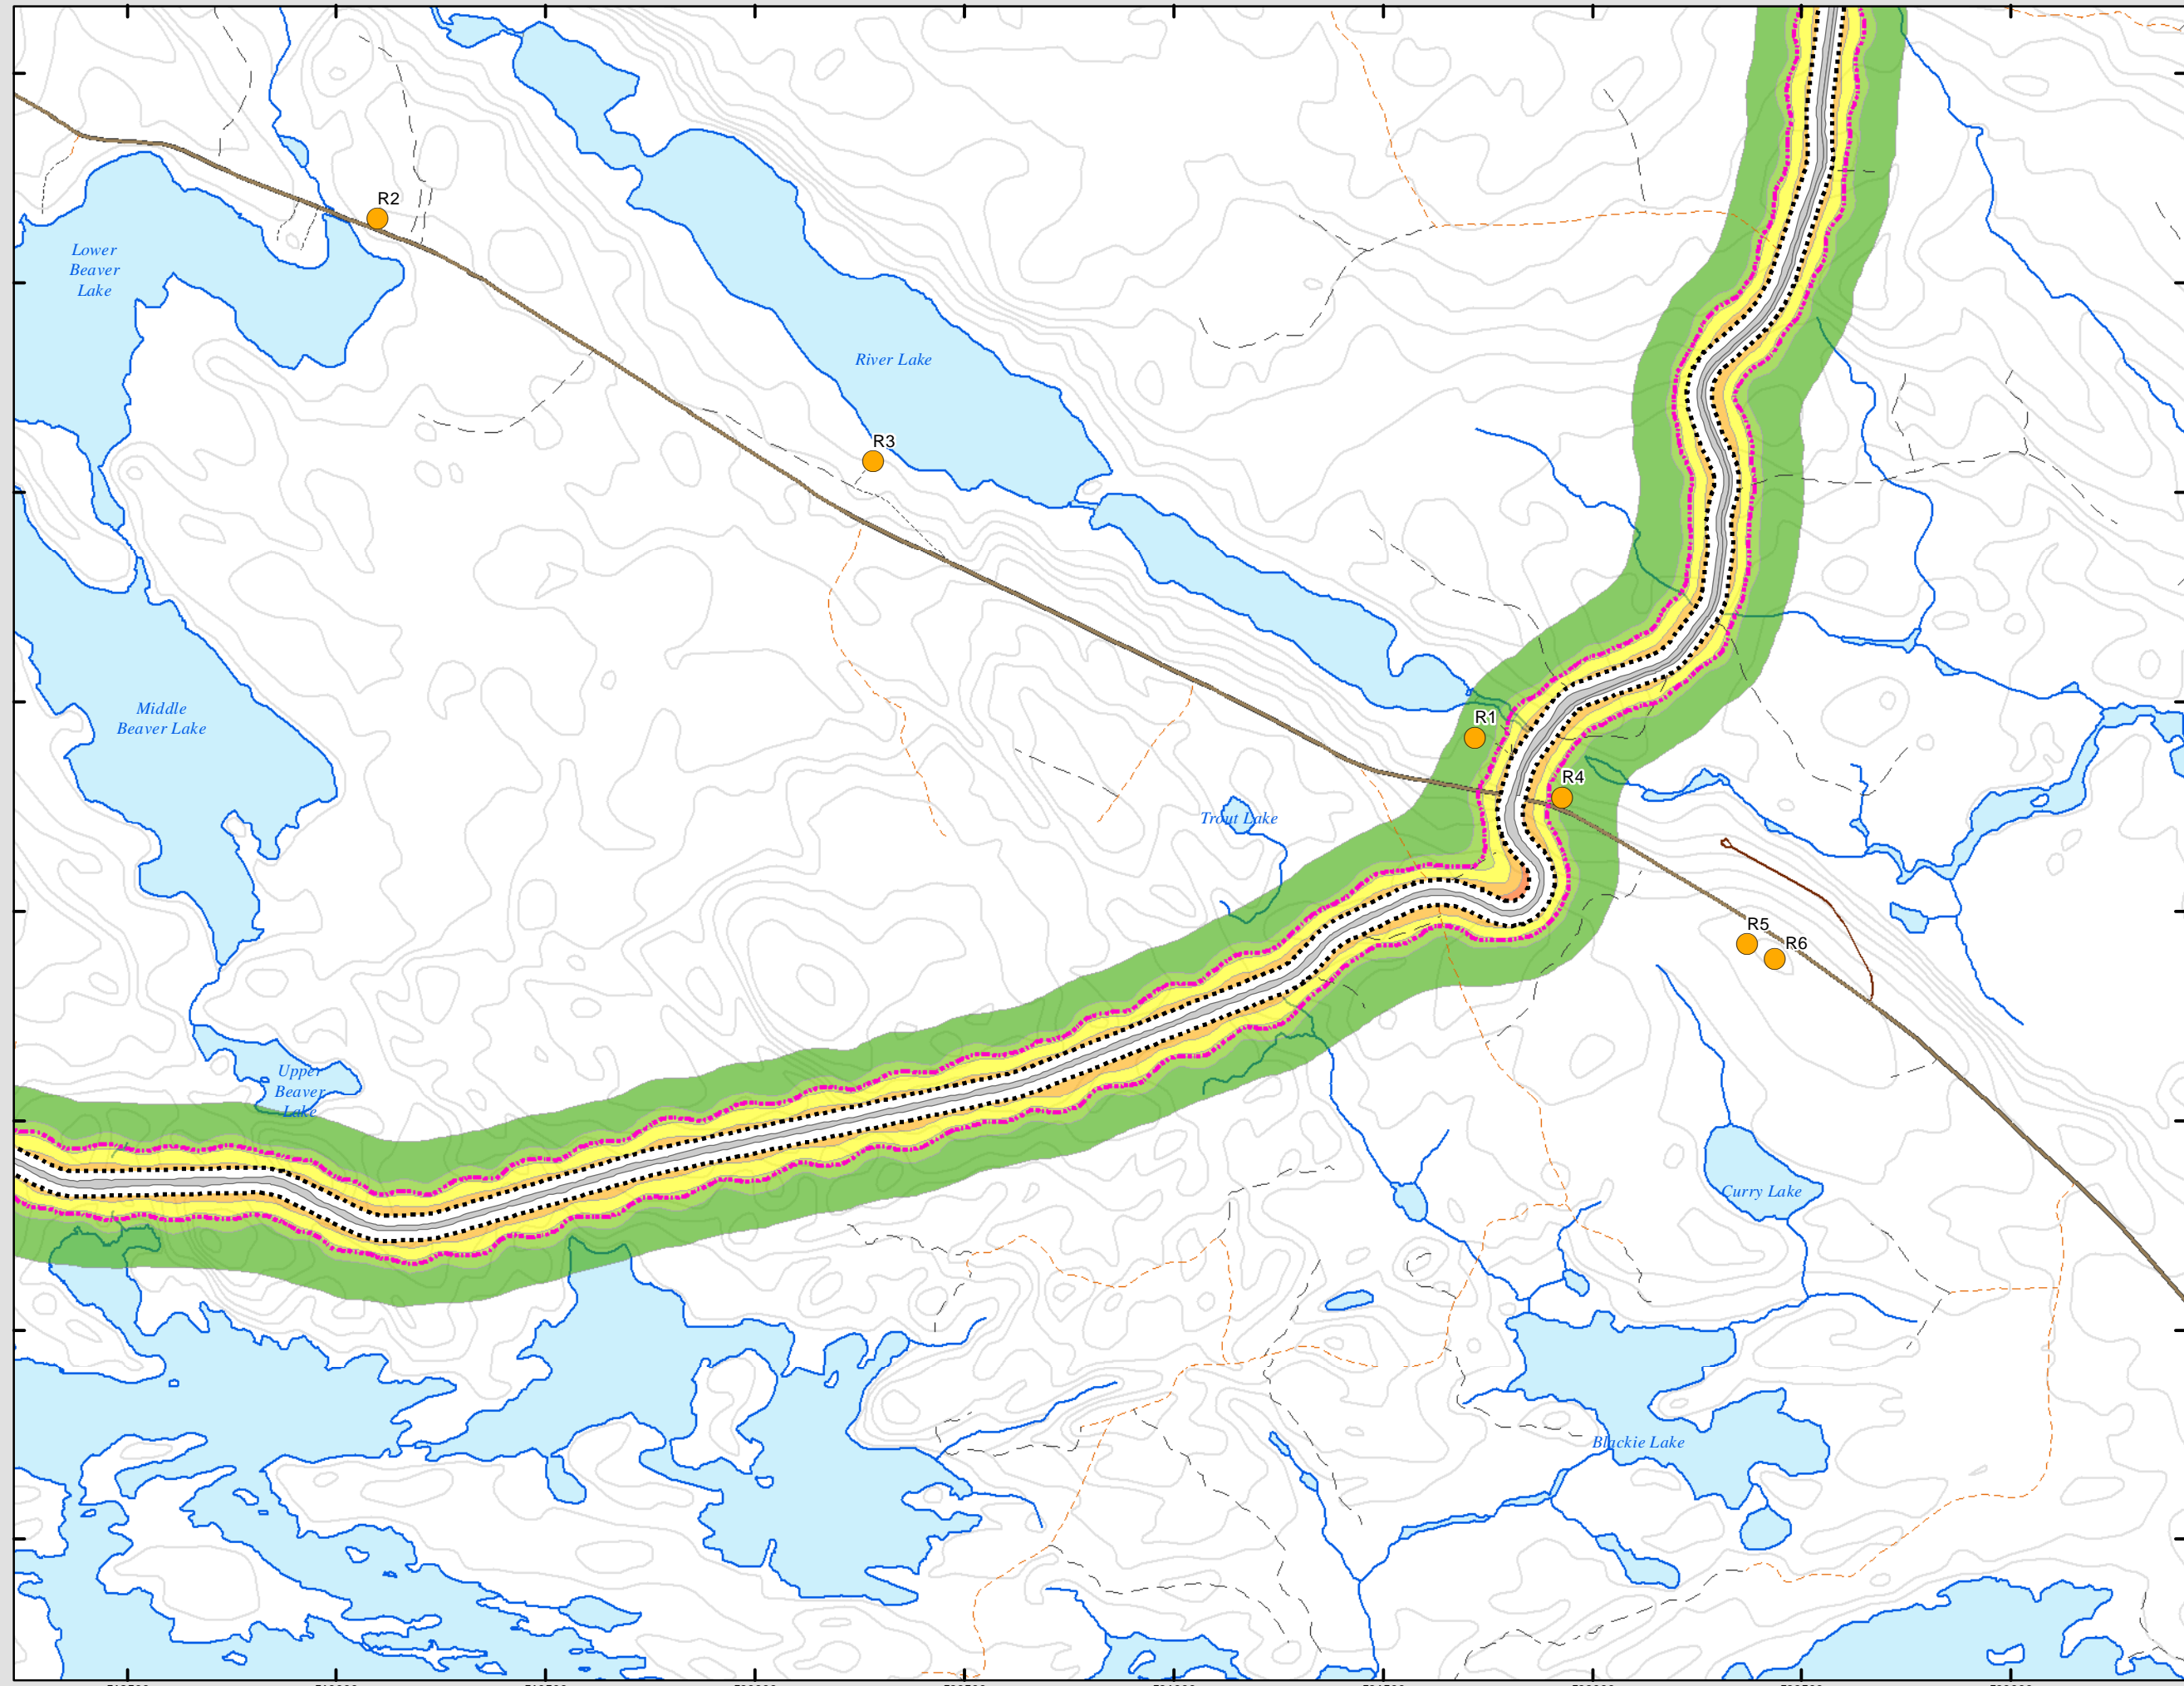 R2
Lower
Beaver
Lake
River Lake
R3
Middle
Beaver Lake
R1
R4
Trout Lake
R5
R6
Upper
Beaver
Lake
Curry Lake
Blackie Lake